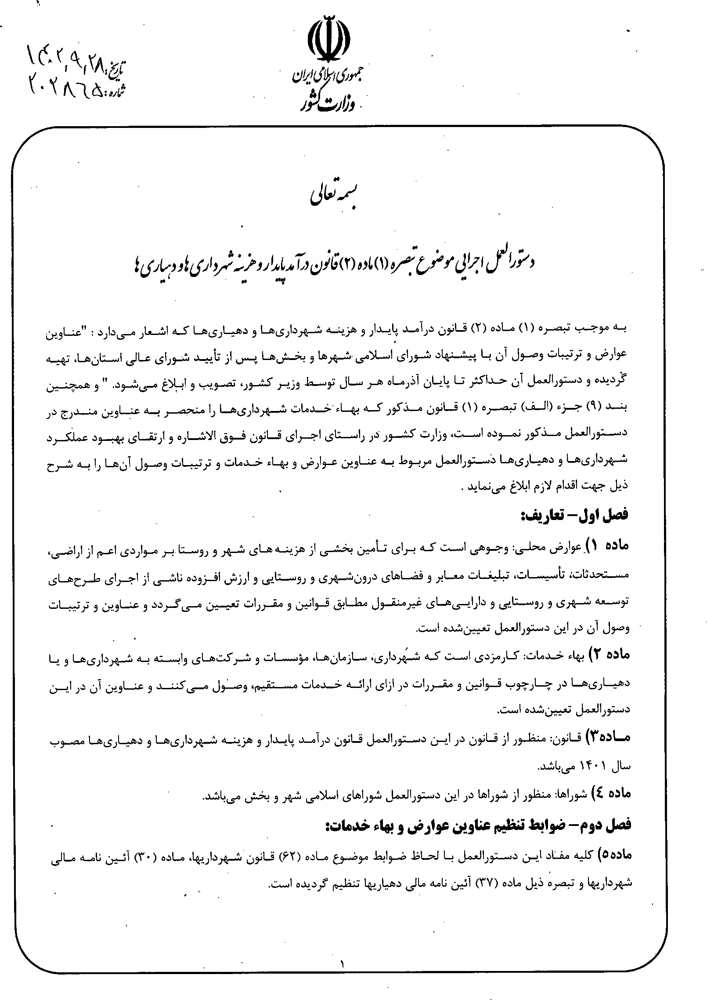 جمهوری اسلامی ایران
وزارت کشور
تاریخ: ۱۴۰۲,۹,۲۸
شماره: ۲۰۲۸۶۵
بسمه تعالی
دستورالعمل اجرایی موضوع تبصره (۱) ماده (۲) قانون درآمد پایدار و هزینه شهرداری ها و دهیاری ها
به موجب تبصره (۱) ماده (۲) قانون درآمد پایدار و هزینه شهرداری‌ها و دهیاری‌ها که اشعار می‌دارد : "عناوین
عوارض و ترتیبات وصول آن با پیشنهاد شورای اسلامی شهرها و بخش‌ها پس از تأیید شورای عالی استان‌ها، تهیه
گردیده و دستورالعمل آن حداکثر تا پایان آذرماه هر سال توسط وزیر کشور، تصویب و ابلاغ می‌شود. " و همچنین
بند (۹) جزء (الف) تبصره (۱) قانون مذکور که بهاء خدمات شهرداری‌ها را منحصر به عناوین مندرج در
دستورالعمل مذکور نموده است، وزارت کشور در راستای اجرای قانون فوق الاشاره و ارتقای بهبود عملکرد
شهرداری‌ها و دهیاری‌ها دستورالعمل مربوط به عناوین عوارض و بهاء خدمات و ترتیبات وصول آن‌ها را به شرح
ذیل جهت اقدام لازم ابلاغ می‌نماید .
فصل اول– تعاریف:
ماده ۱) عوارض محلی: وجوهی است که برای تأمین بخشی از هزینه های شهر و روستا بر مواردی اعم از اراضی،
مستحدثات، تأسیسات، تبلیغات معابر و فضاهای درون‌شهری و روستایی و ارزش افزوده ناشی از اجرای طرح‌های
توسعه شهری و روستایی و دارایی‌های غیرمنقول مطابق قوانین و مقررات تعیین می‌گردد و عناوین و ترتیبات
وصول آن در این دستورالعمل تعیین‌شده است.
ماده ۲) بهاء خدمات: کارمزدی است که شهرداری، سازمان‌ها، مؤسسات و شرکت‌های وابسته به شهرداری‌ها و یا
دهیاری‌ها در چارچوب قوانین و مقررات در ازای ارائه خدمات مستقیم، وصول می‌کنند و عناوین آن در این
دستورالعمل تعیین‌شده است.
ماده۳) قانون: منظور از قانون در این دستورالعمل قانون درآمد پایدار و هزینه شهرداری‌ها و دهیاری‌ها مصوب
سال ۱۴۰۱ می‌باشد.
ماده ٤) شوراها: منظور از شوراها در این دستورالعمل شوراهای اسلامی شهر و بخش می‌باشد.
فصل دوم– ضوابط تنظیم عناوین عوارض و بهاء خدمات:
ماده۵) کلیه مفاد این دستورالعمل با لحاظ ضوابط موضوع ماده (۶۲) قانون شهرداریها، ماده (۳۰) آئین نامه مالی
شهرداریها و تبصره ذیل ماده (۳۷) آئین نامه مالی دهیاریها تنظیم گردیده است.
۱